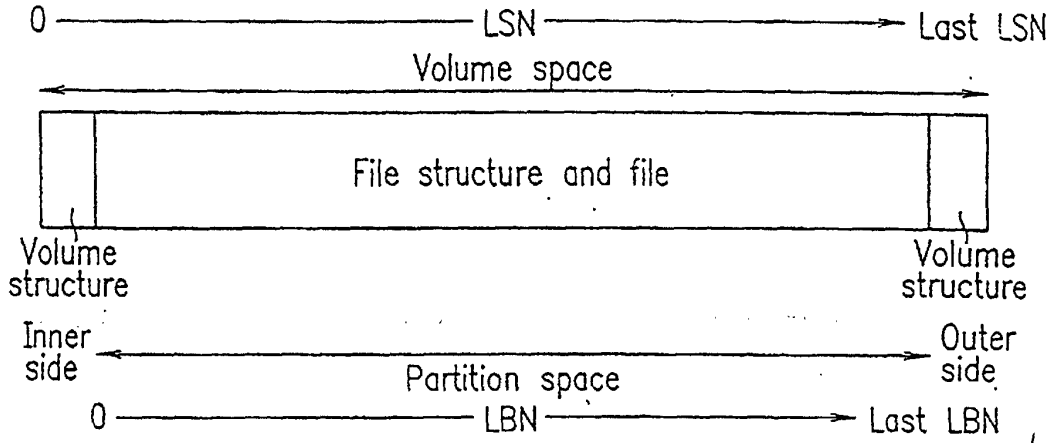 0 LSN Last LSN
Volume space
File structure and file
Volume
structure
Volume
structure
Inner
side
Outer
side
Partition space
0 LBN Last LBN